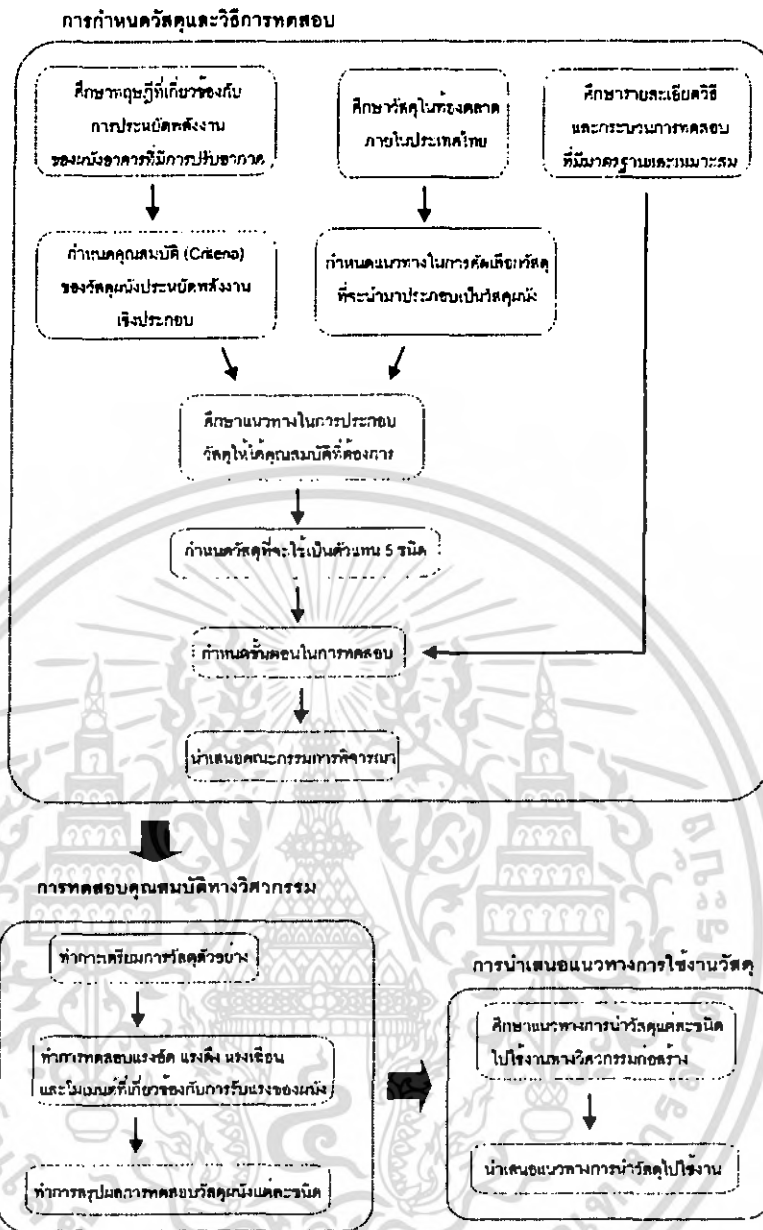 การกำหนดวัสดุและวิธีการทดสอบ
ศึกษาทฤษฎีที่เกี่ยวข้องกับ
การประหยัดพลังงาน
ของผนังอาคารที่มีการปรับอากาศ
ศึกษาวัสดุในท้องตลาด
ภายในประเทศไทย
ศึกษารายละเอียดวิธี
และกระบวนการทดสอบ
ที่มีมาตรฐานและเหมาะสม
กำหนดคุณสมบัติ (Criteria)
ของวัสดุผนังประหยัดพลังงาน
เชิงประกอบ
กำหนดแนวทางในการคัดเลือกวัสดุ
ที่จะนำมาประกอบเป็นวัสดุผนัง
ศึกษาแนวทางในการประกอบ
วัสดุให้ได้คุณสมบัติที่ต้องการ
กำหนดวัสดุที่จะใช้เป็นตัวแทน 5 ชนิด
กำหนดขั้นตอนในการทดสอบ
นำเสนอคณะกรรมการพิจารณา
การทดสอบคุณสมบัติทางวิศวกรรม
ทำการเตรียมการวัสดุตัวอย่าง
ทำการทดสอบแรงอัด แรงดึง แรงเฉือน
และโมเมนต์ที่เกี่ยวข้องกับการรับแรงของผนัง
ทำการสรุปผลการทดสอบวัสดุผนังแต่ละชนิด
การนำเสนอแนวทางการใช้งานวัสดุ
ศึกษาแนวทางการนำวัสดุแต่ละชนิด
ไปใช้งานทางวิศวกรรมก่อสร้าง
นำเสนอแนวทางการนำวัสดุไปใช้งาน